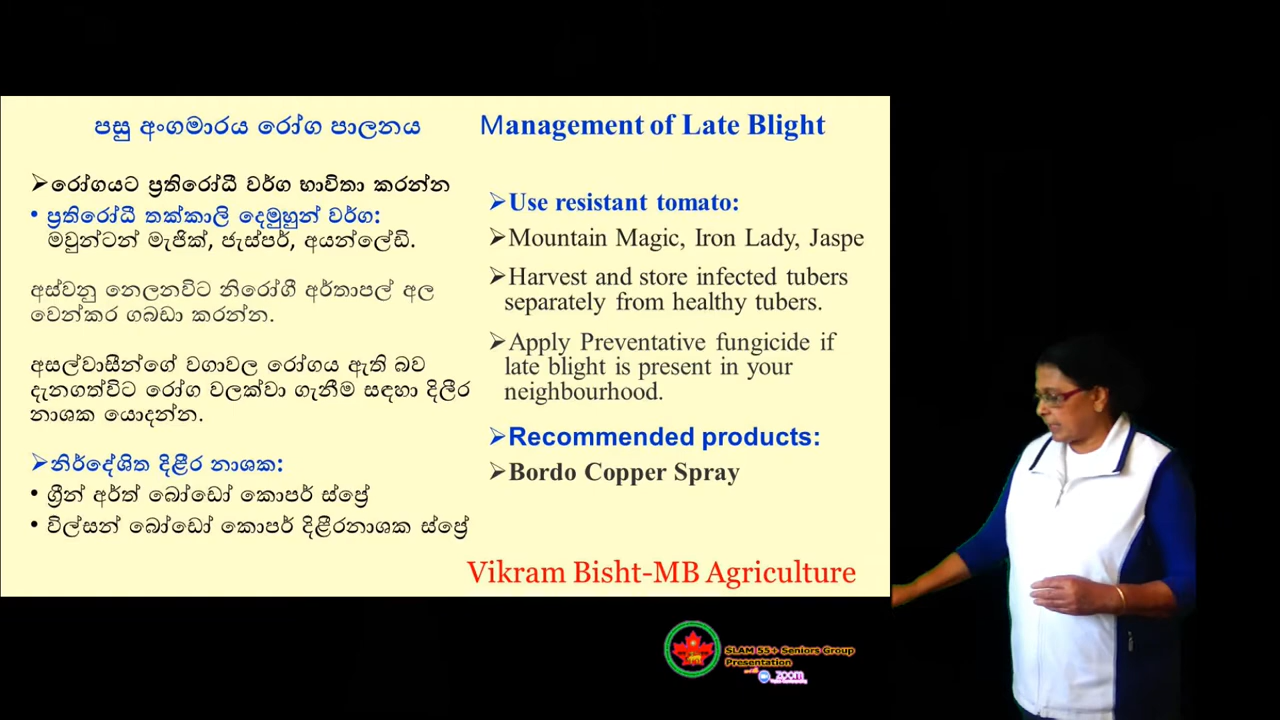 පසු අංගමාරය රෝග පාලනය
➢රෝගයට ප්‍රතිරෝධී වර්ග භාවිතා කරන්න
• ප්‍රතිරෝධී තක්කාලි දෙමුහුන් වර්ග:
මවුන්ටන් මැජික්, ජැස්පර්, අයන්ලේඩි.
අස්වනු නෙලනවිට නිරෝගී අර්තාපල් අල
වෙන්කර ගබඩා කරන්න.
අසල්වාසීන්ගේ වගාවල රෝගය ඇති බව
දැනගත්විට රෝග වලක්වා ගැනීම සඳහා දිලීර
නාශක යොදන්න.
➢නිර්දේශිත දිළීර නාශක:
• ග්‍රීන් අර්ත් බෝඩෝ කොපර් ස්ප්‍රේ
• විල්සන් බෝඩෝ කොපර් දිළීරනාශක ස්ප්‍රේ
Management of Late Blight
➢Use resistant tomato:
➢Mountain Magic, Iron Lady, Jaspe
➢Harvest and store infected tubers
separately from healthy tubers.
➢Apply Preventative fungicide if
late blight is present in your
neighbourhood.
➢Recommended products:
➢Bordo Copper Spray
Vikram Bisht-MB Agriculture
SLAM 55+ Seniors Group
Presentation
zoom